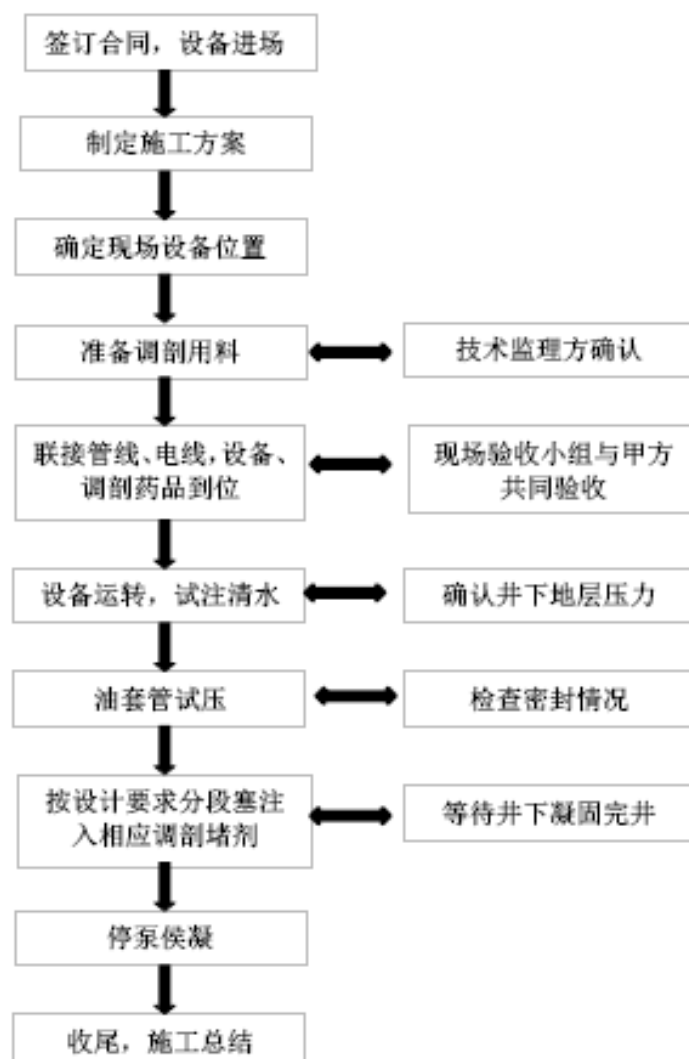 签订合同，设备进场
制定施工方案
确定现场设备位置
准备调剖用料
技术监理方确认
联接管线、电线，设备、
调剖药品到位
现场验收小组与甲方
共同验收
设备运转，试注清水
确认井下地层压力
油套管试压
检查密封情况
按设计要求分段塞注
入相应调剖堵剂
等待井下凝固完井
停泵侯凝
收尾，施工总结